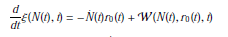 d/dt ξ(N(t), t) = −Ṅ(t)r₀(t) + 𝓦(N(t), r₀(t), t)